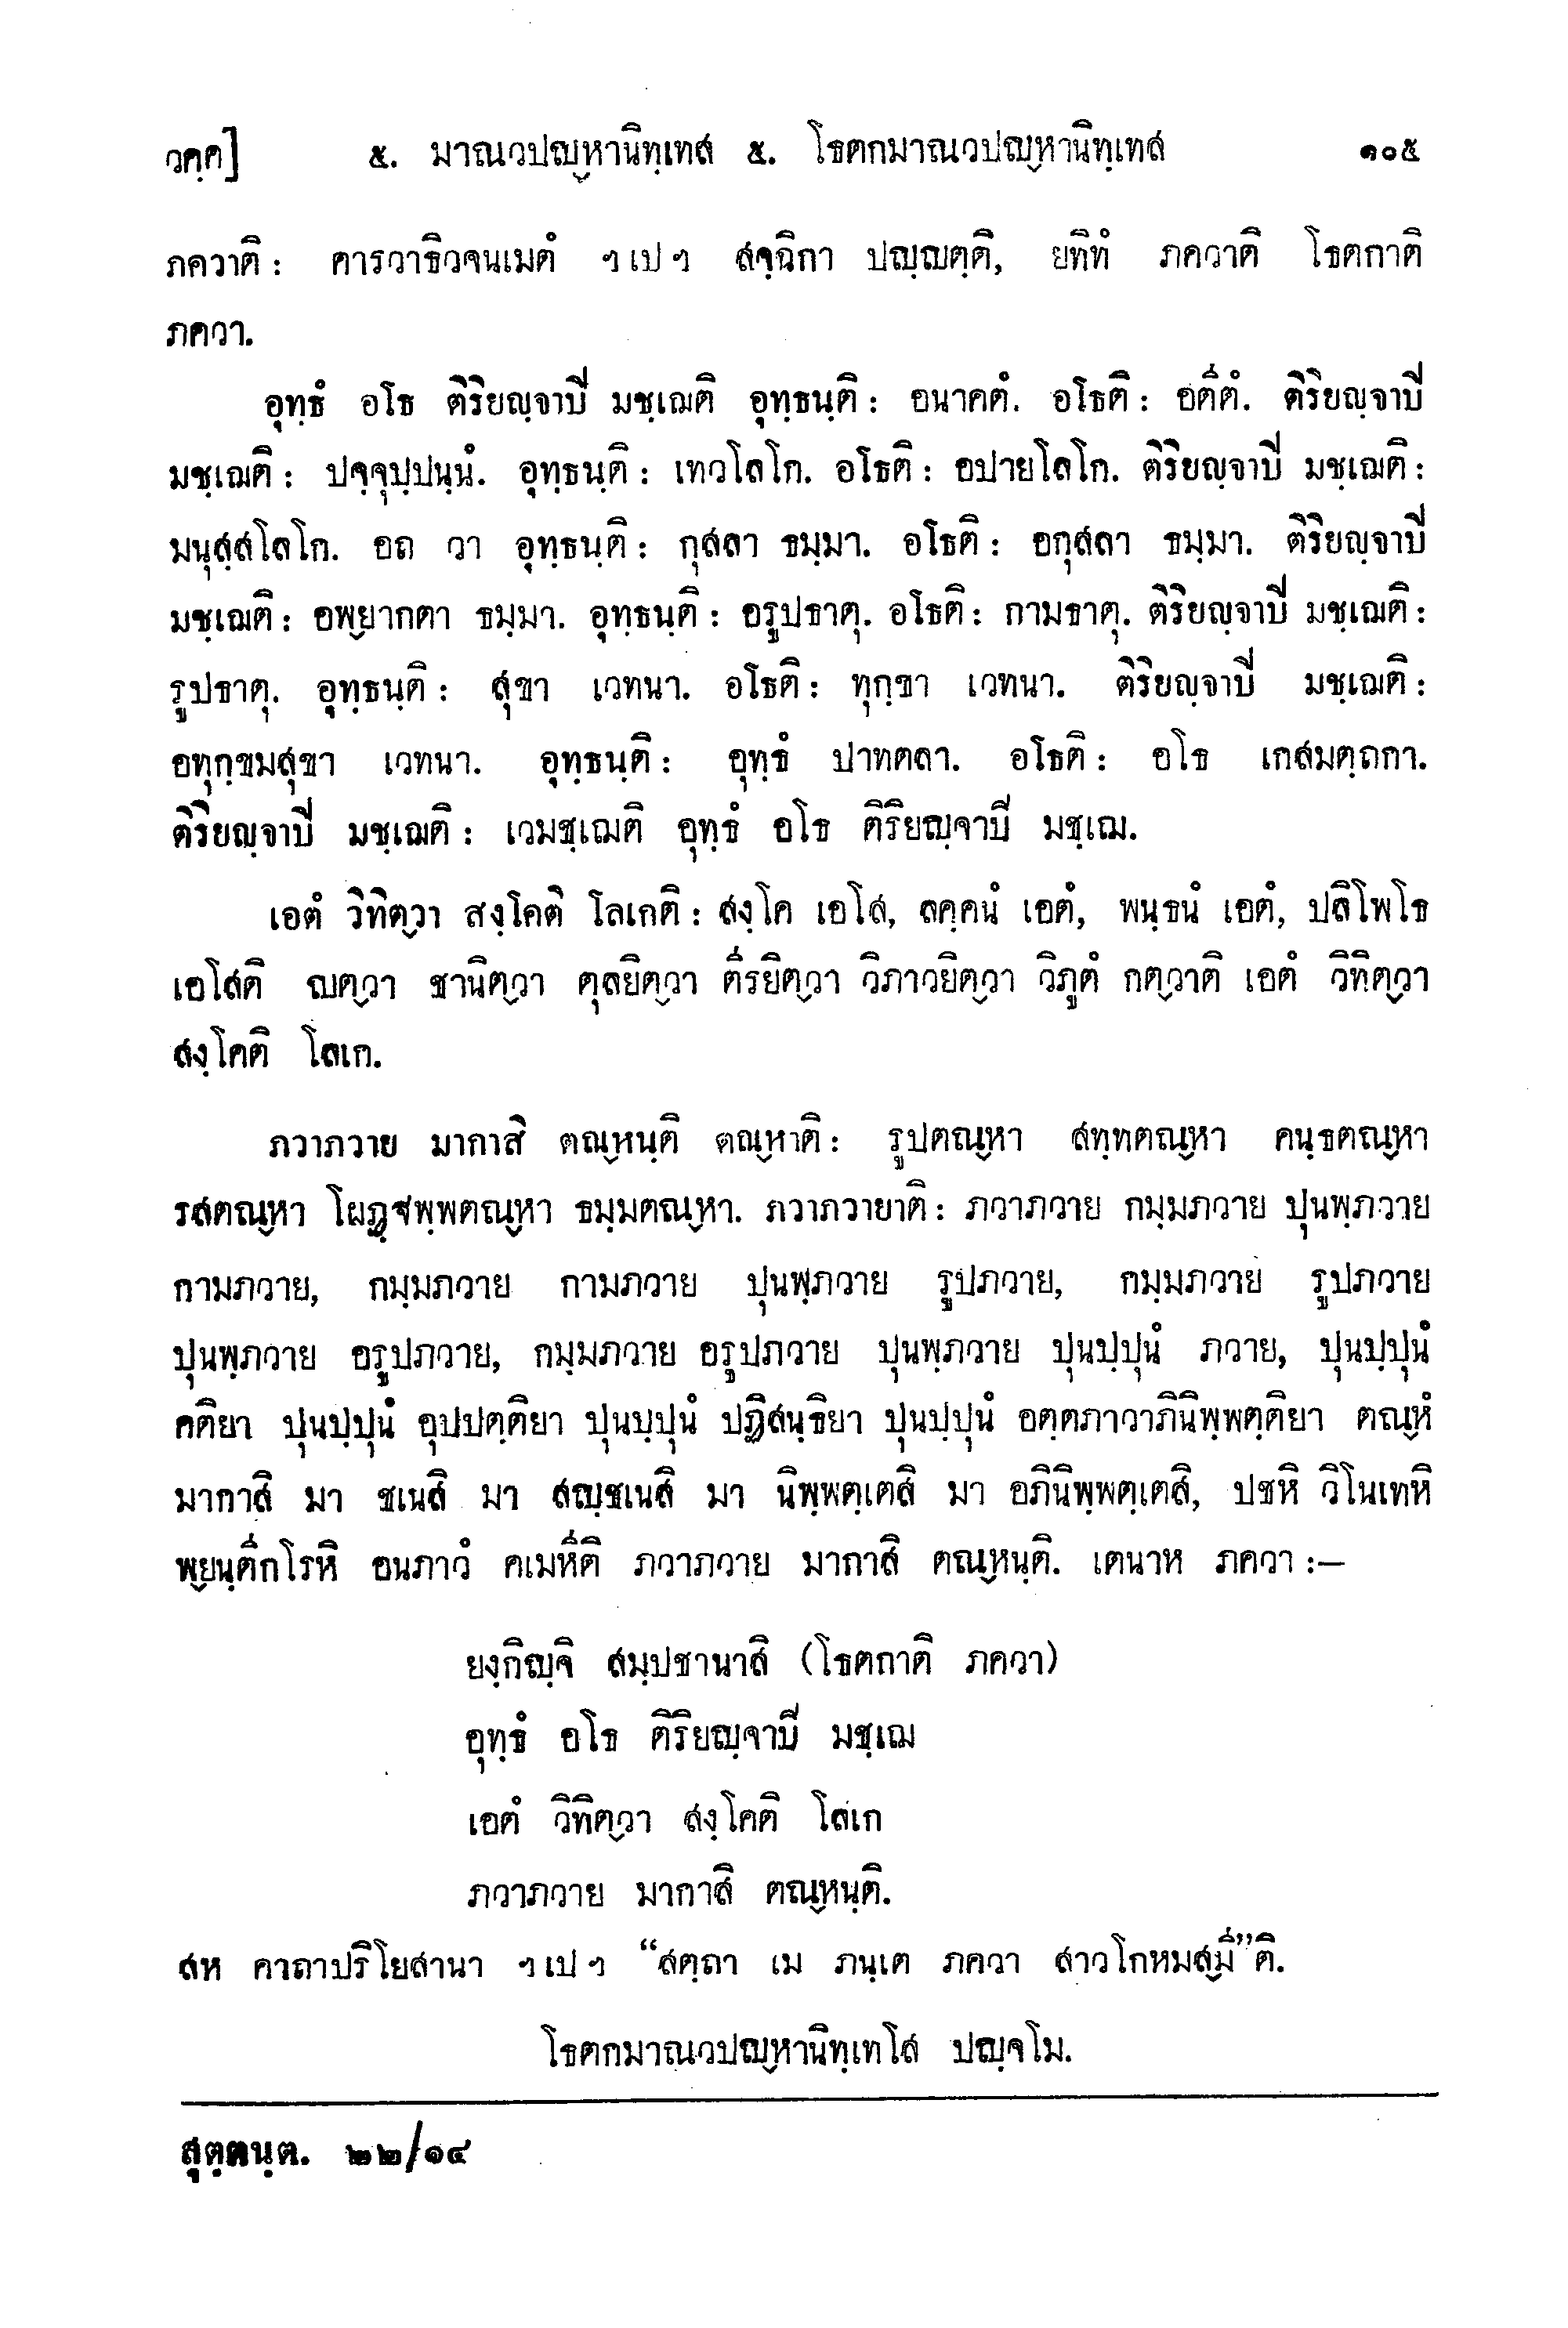 วคฺค]	๕. มาณวปญฺหานิทฺเทส ๕. โธตกมาณวปญฺหานิทฺเทส	๑๐๕
ภควาติ: คารวาธิวจนเมตํ ฯเปฯ สจฺฉิกา ปญฺญตฺติ, ยทิทํ ภควาติ โธตกาติ
ภควา.
อุทฺธํ อโธ ติริยญฺจาปิ มชฺเฌติ อุทฺธนฺติ: อนาคตํ. อโธติ: อตีตํ. ติริยญฺจาปิ
มชฺเฌติ: ปจฺจุปฺปนฺนํ. อุทฺธนฺติ: เทวโลโก. อโธติ: อปายโลโก. ติริยญฺจาปิ มชฺเฌติ:
มนุสฺสโลโก. อถ วา อุทฺธนฺติ: กุสลา ธมฺมา. อโธติ: อกุสลา ธมฺมา. ติริยญฺจาปิ
มชฺเฌติ: อพฺยากตา ธมฺมา. อุทฺธนฺติ: อรูปธาตุ. อโธติ: กามธาตุ. ติริยญฺจาปิ มชฺเฌติ:
รูปธาตุ. อุทฺธนฺติ: สุขา เวทนา. อโธติ: ทุกฺขา เวทนา. ติริยญฺจาปิ มชฺเฌติ:
อทุกฺขมสุขา เวทนา. อุทฺธนฺติ: อุทฺธํ ปาทตลา. อโธติ: อโธ เกสมตฺถกา.
ติริยญฺจาปิ มชฺเฌติ: เวมชฺเฌติ อุทฺธํ อโธ ติริยญฺจาปิ มชฺเฌ.
เอตํ วิทิตฺวา สงฺโคติ โลเกติ: สงฺโค เอโส, ลคฺคนํ เอตํ, พนฺธนํ เอตํ, ปลิโพโธ
เอโสติ ญตฺวา ชานิตฺวา ตุลยิตฺวา ตีรยิตฺวา วิภาวยิตฺวา วิภูตํ กตฺวาติ เอตํ วิทิตฺวา
สงฺโคติ โลเก.
ภวาภวาย มากาสิ ตณฺหนฺติ ตณฺหาติ: รูปตณฺหา สทฺทตณฺหา คนฺธตณฺหา
รสตณฺหา โผฏฺฐพฺพตณฺหา ธมฺมตณฺหา. ภวาภวายาติ: ภวาภวาย กมฺมภวาย ปุนพฺภวาย
กามภวาย, กมฺมภวาย กามภวาย ปุนพฺภวาย รูปภวาย, กมฺมภวาย รูปภวาย
ปุนพฺภวาย อรูปภวาย, กมฺมภวาย อรูปภวาย ปุนพฺภวาย ปุนปฺปุนํ ภวาย, ปุนปฺปุนํ
คติยา ปุนปฺปุนํ อุปปตฺติยา ปุนปฺปุนํ ปฏิสนฺธิยา ปุนปฺปุนํ อตฺตภาวาภินิพฺพตฺติยา ตณฺหํ
มากาสิ มา ชเนสิ มา สญฺชเนสิ มา นิพฺพตฺเตสิ มา อภินิพฺพตฺเตสิ, ปชหิ วิโนเทหิ
พฺยนฺตีกโรหิ อนภาวํ คเมหีติ ภวาภวาย มากาสิ ตณฺหนฺติ. เตนาห ภควา :–
ยงฺกิญฺจิ สมฺปชานาสิ (โธตกาติ ภควา)
อุทฺธํ อโธ ติริยญฺจาปิ มชฺเฌ
เอตํ วิทิตฺวา สงฺโคติ โลเก
ภวาภวาย มากาสิ ตณฺหนฺติ.
สห คาถาปริโยสานา ฯเปฯ “สตฺถา เม ภนฺเต ภควา สาวโกหมสฺมี”ติ.
โธตกมาณวปญฺหานิทฺเทโส ปญฺจโม.
สุตฺตนฺต. ๒๒/๑๔